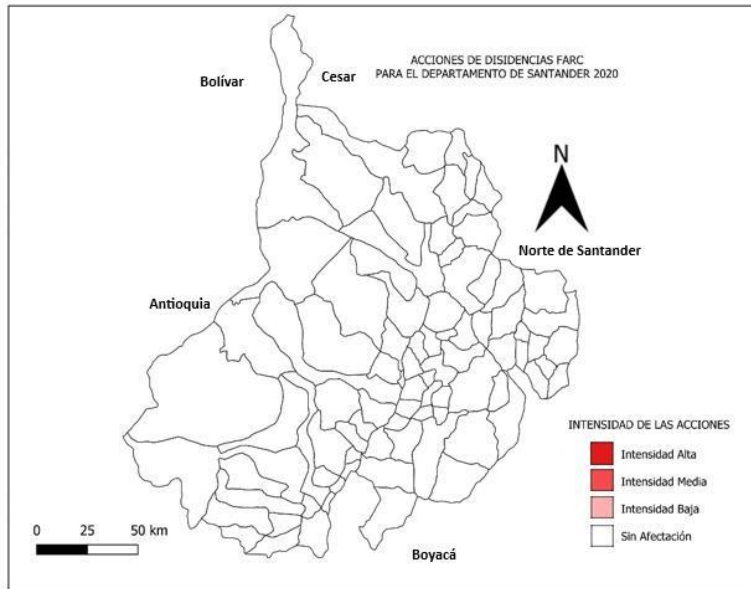 ACCIONES DE DISIDENCIAS FARC
PARA EL DEPARTAMENTO DE SANTANDER 2020
Bolívar
Cesar
N
Norte de Santander
Antioquia
INTENSIDAD DE LAS ACCIONES
Intensidad Alta
Intensidad Media
Intensidad Baja
Sin Afectación
0 25 50 km
Boyacá